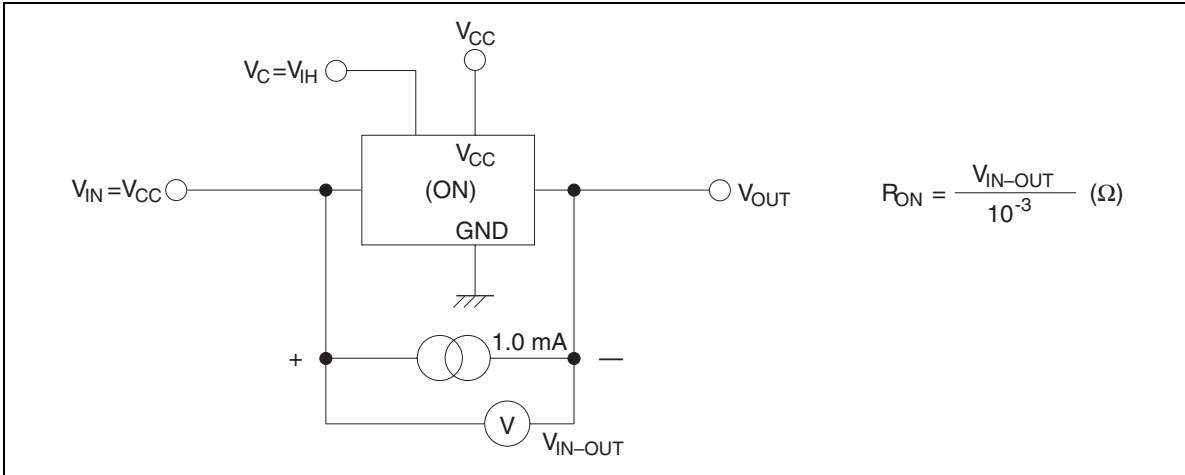 V_CC
V_C=V_IH
V_CC
V_IN=V_CC
(ON)
V_OUT
GND
R_ON = V_IN–OUT / 10^-3 (Ω)
1.0 mA
+
—
V
V_IN–OUT